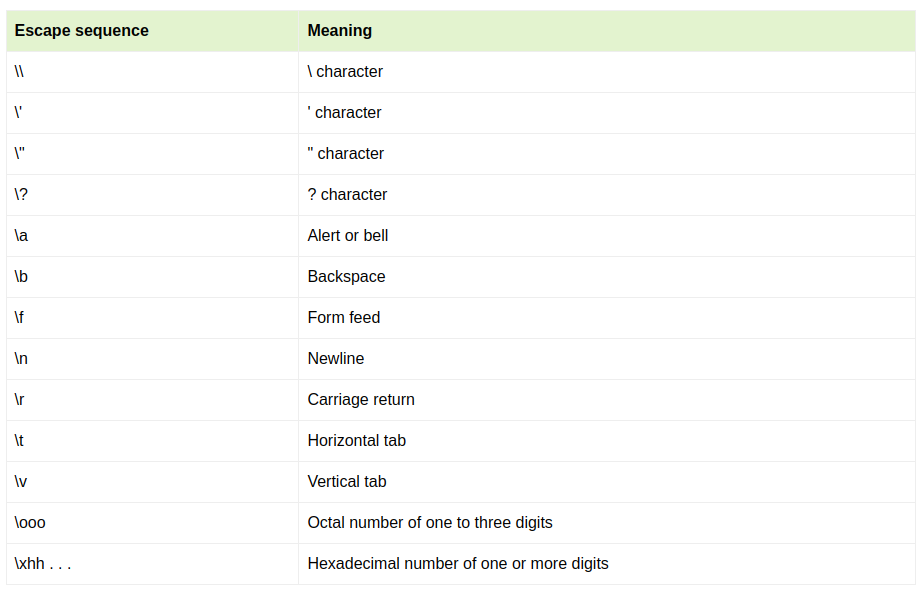 Escape sequence Meaning
\\ \ character
\' ' character
\" " character
\? ? character
\a Alert or bell
\b Backspace
\f Form feed
\n Newline
\r Carriage return
\t Horizontal tab
\v Vertical tab
\ooo Octal number of one to three digits
\xhh . . . Hexadecimal number of one or more digits